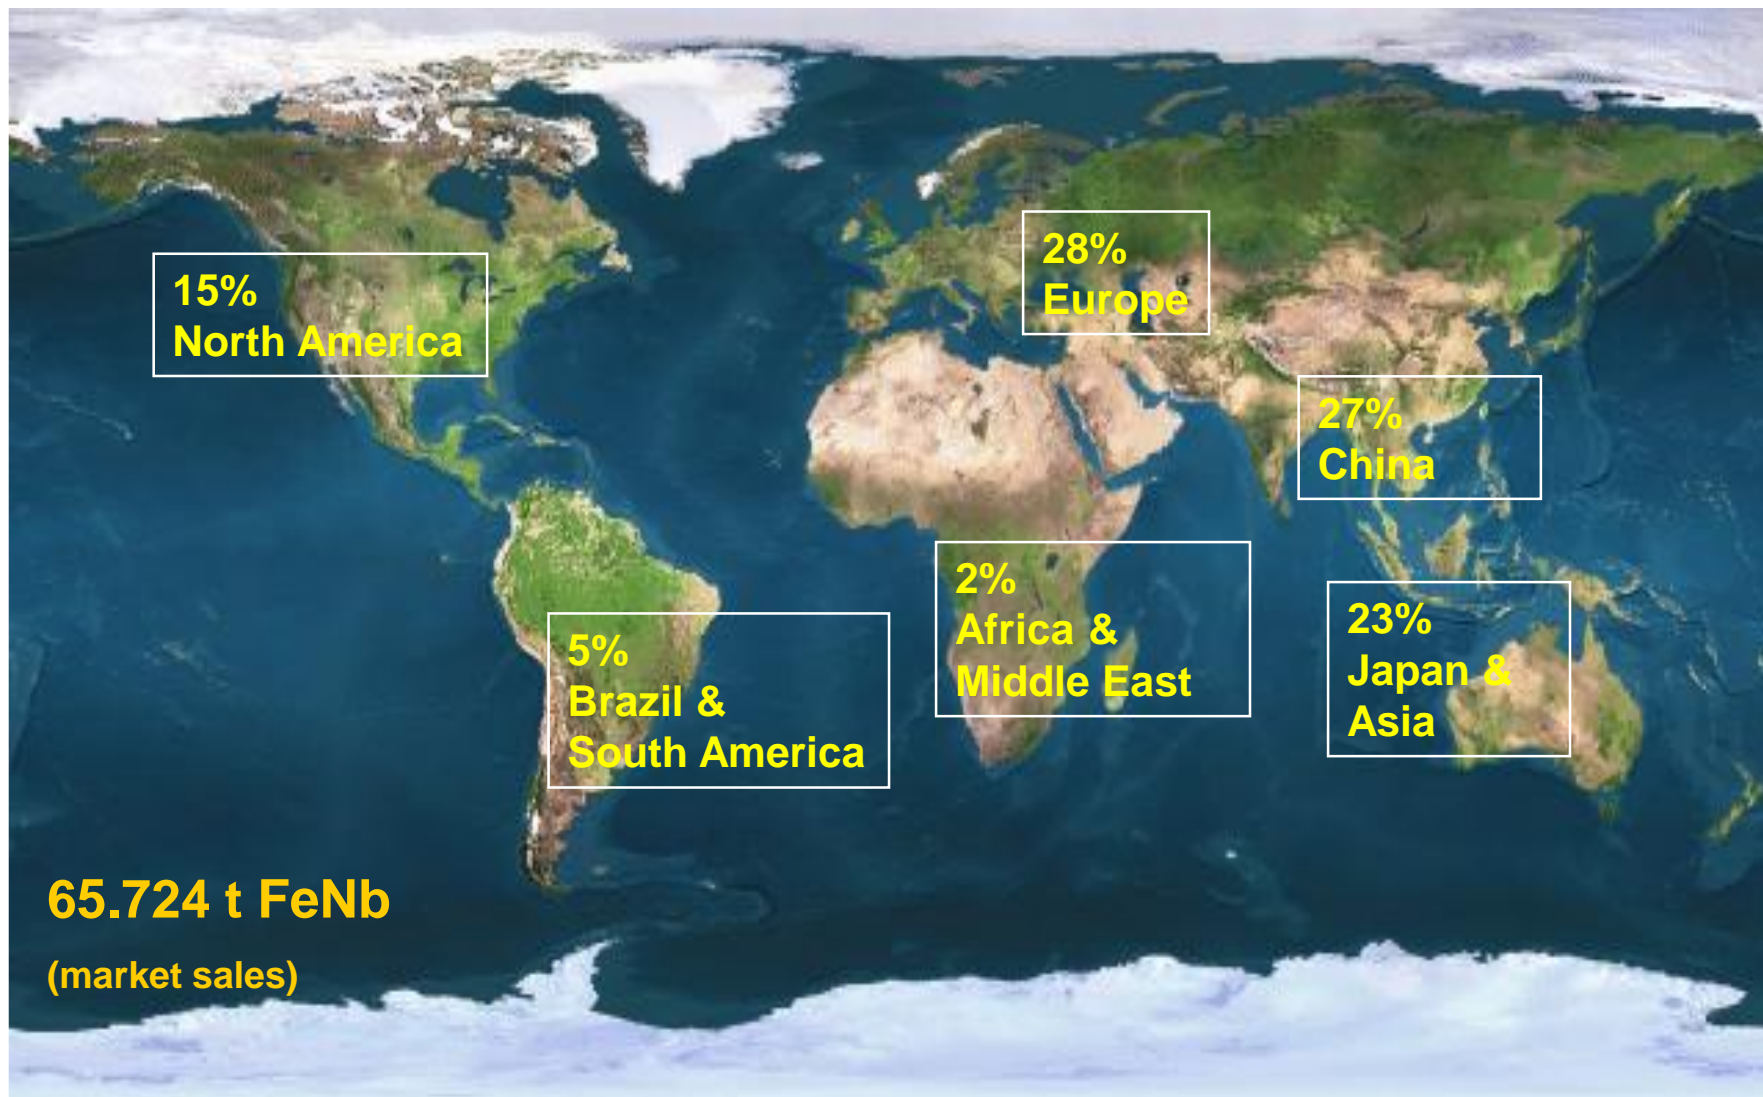 28%
Europe
15%
North America
27%
China
2%
Africa &
Middle East
23%
Japan &
Asia
5%
Brazil &
South America
65.724 t FeNb
(market sales)